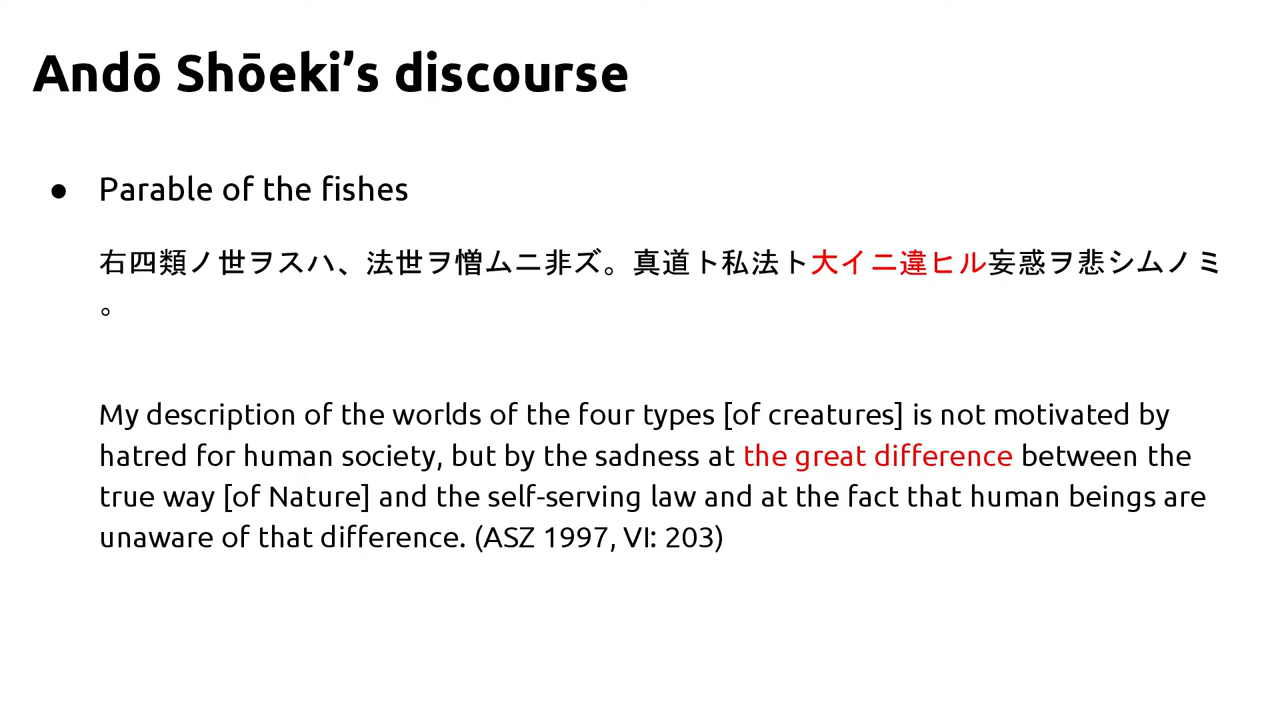 Andō Shōeki’s discourse
● Parable of the fishes
右四類ノ世ヲスハ、法世ヲ憎ムニ非ズ。真道ト私法ト大イニ違ヒル妄惑ヲ悲シムノミ
。
My description of the worlds of the four types [of creatures] is not motivated by
hatred for human society, but by the sadness at the great difference between the
true way [of Nature] and the self-serving law and at the fact that human beings are
unaware of that difference. (ASZ 1997, VI: 203)